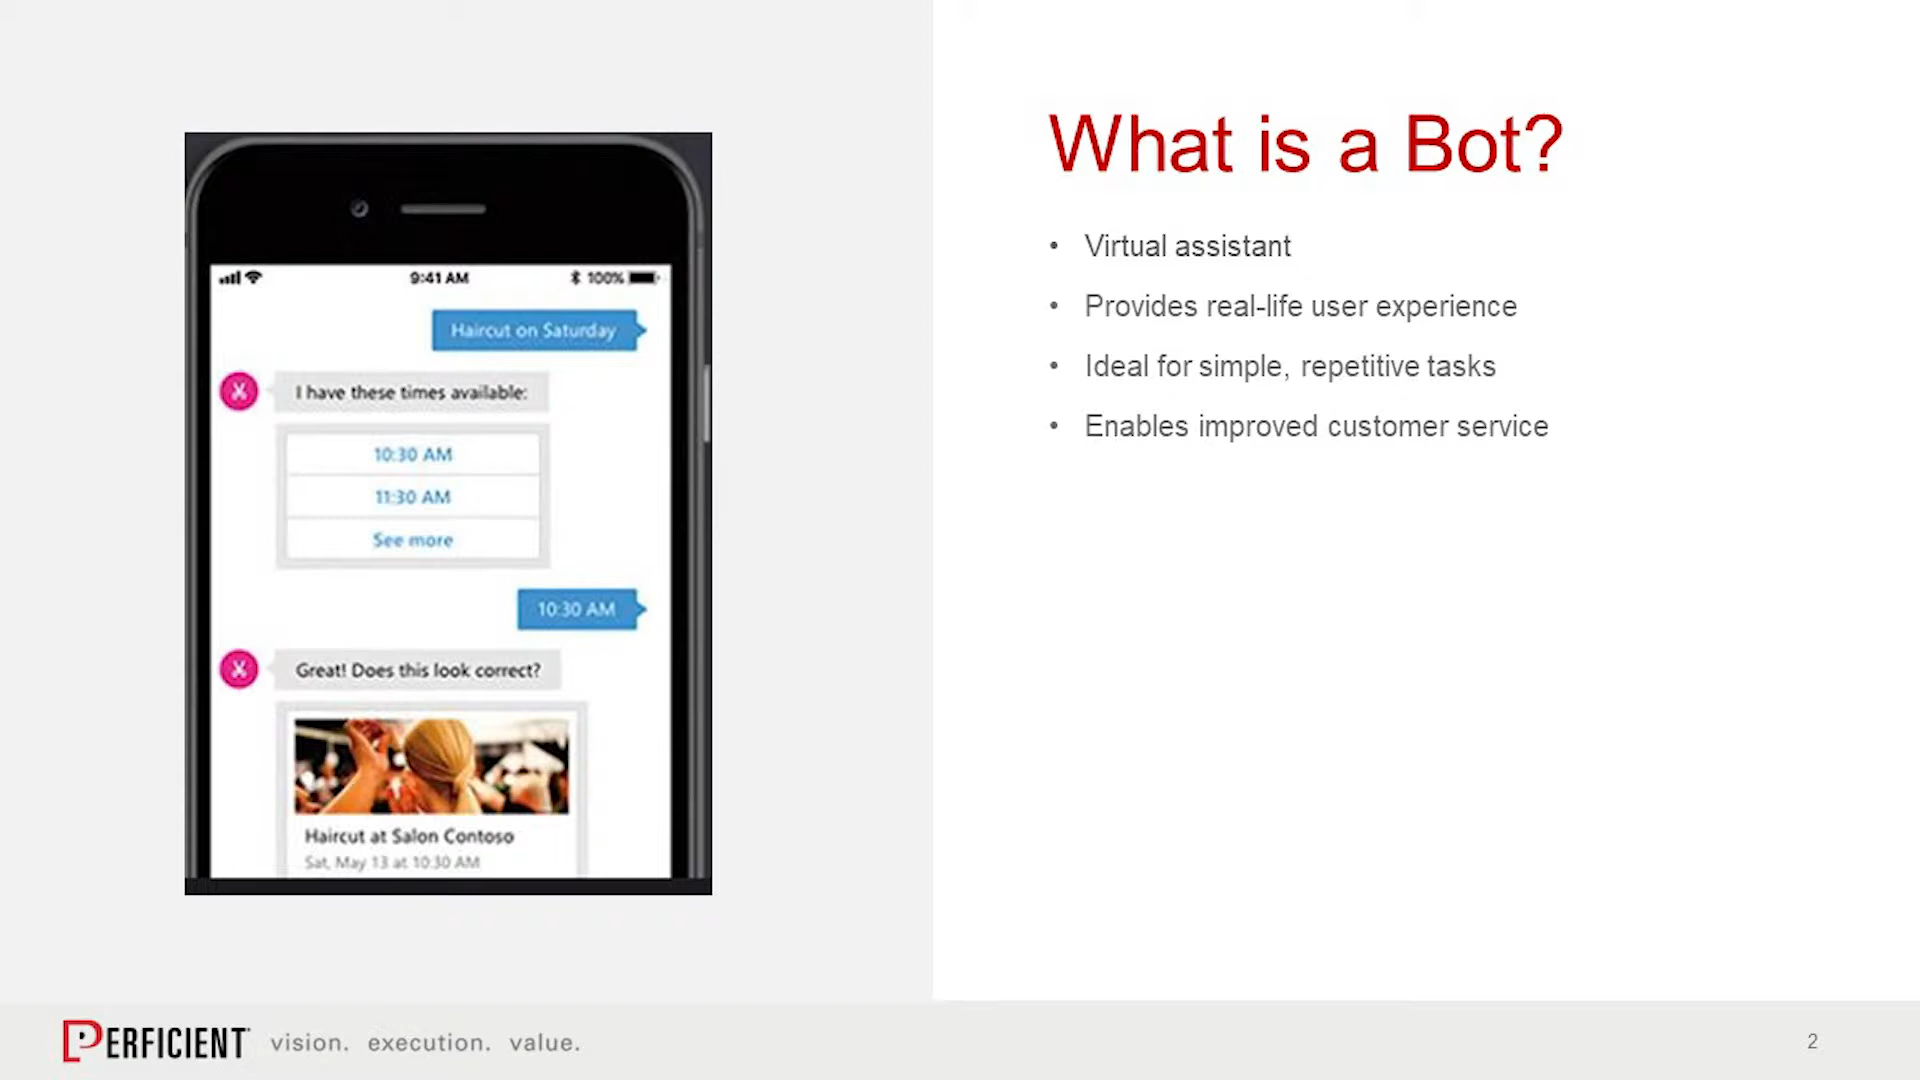 9:41 AM
100%
Haircut on Saturday
I have these times available:
10:30 AM
11:30 AM
See more
10:30 AM
Great! Does this look correct?
Haircut at Salon Contoso
Sat, May 13 at 10:30 AM
What is a Bot?
• Virtual assistant
• Provides real-life user experience
• Ideal for simple, repetitive tasks
• Enables improved customer service
PERFICIENT vision. execution. value.
2